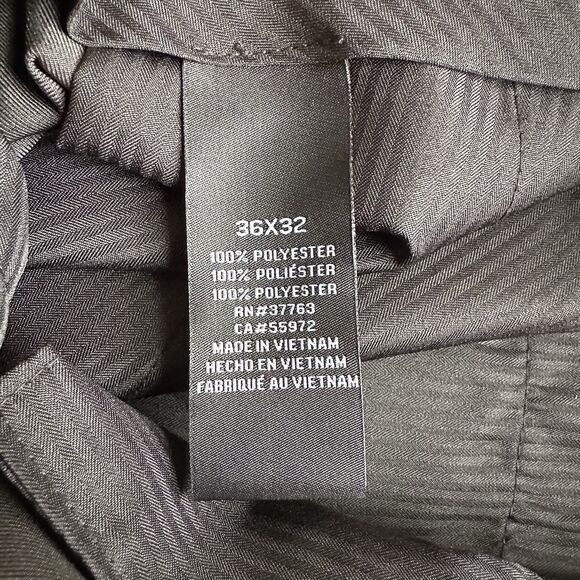 36X32
100% POLYESTER
100% POLIÉSTER
100% POLYESTER
RN#37763
CA#55972
MADE IN VIETNAM
HECHO EN VIETNAM
FABRIQUÉ AU VIETNAM